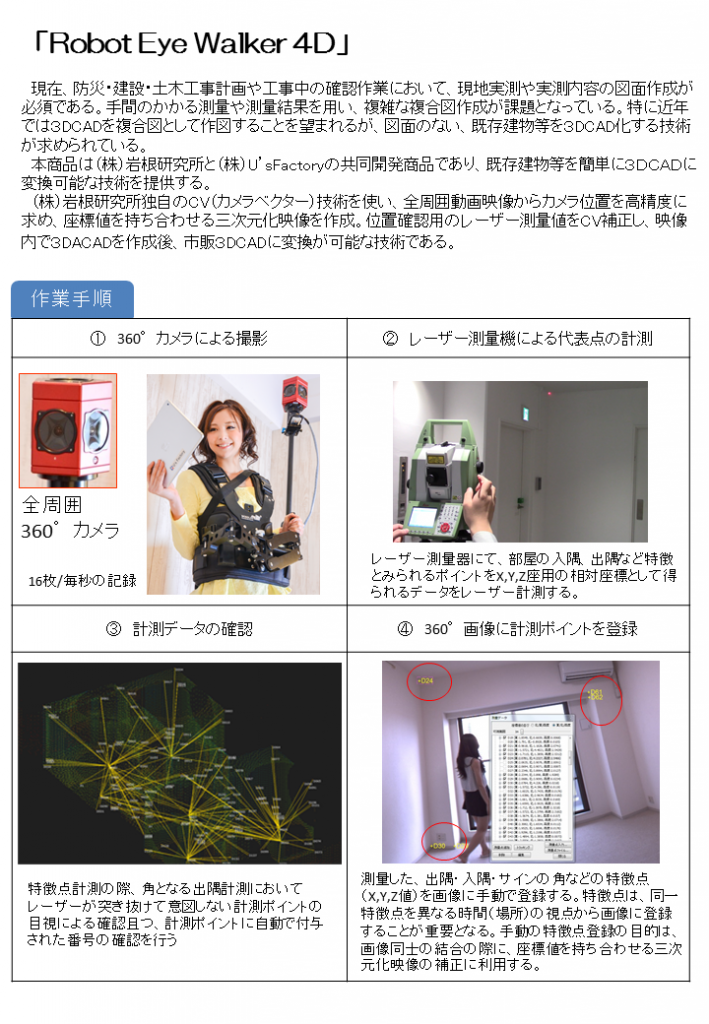 「Robot Eye Walker 4D」
現在、防災・建設・土木工事計画や工事中の確認作業において、現地実測や実測内容の図面作成が
必須である。手間のかかる測量や測量結果を用い、複雑な複合図作成が課題となっている。特に近年
では3DCADを複合図として作図することを望まれるが、図面のない、既存建物等を3DCAD化する技術
が求められている。
本商品は(株)岩根研究所と(株)U'sFactoryの共同開発商品であり、既存建物等を簡単に3DCADに
変換可能な技術を提供する。
(株)岩根研究所独自のCV(カメラベクター)技術を使い、全周囲動画映像からカメラ位置を高精度に
求め、座標値を持ち合わせる三次元化映像を作成。位置確認用のレーザー測量値をCV補正し、映像
内で3DACADを作成後、市販3DCADに変換が可能な技術である。
作業手順
① 360°カメラによる撮影
② レーザー測量機による代表点の計測
全周囲
360°カメラ
16枚/毎秒の記録
レーザー測量器にて、部屋の入隅、出隅など特徴
とみられるポイントをX,Y,Z座用の相対座標として得
られるデータをレーザー計測する。
③ 計測データの確認
④ 360°画像に計測ポイントを登録
+D24
+D30
特徴点計測の際、角となる出隅計測において
レーザーが突き抜けて意図しない計測ポイントの
目視による確認且つ、計測ポイントに自動で付与
された番号の確認を行う
測量した、出隅・入隅・サインの角などの特徴点
(X,Y,Z値)を画像に手動で登録する。特徴点は、同一
特徴点を異なる時間(場所)の視点から画像に登録
することが重要となる。手動の特徴点登録の目的は、
画像同士の結合の際に、座標値を持ち合わせる三次
元化映像の補正に利用する。